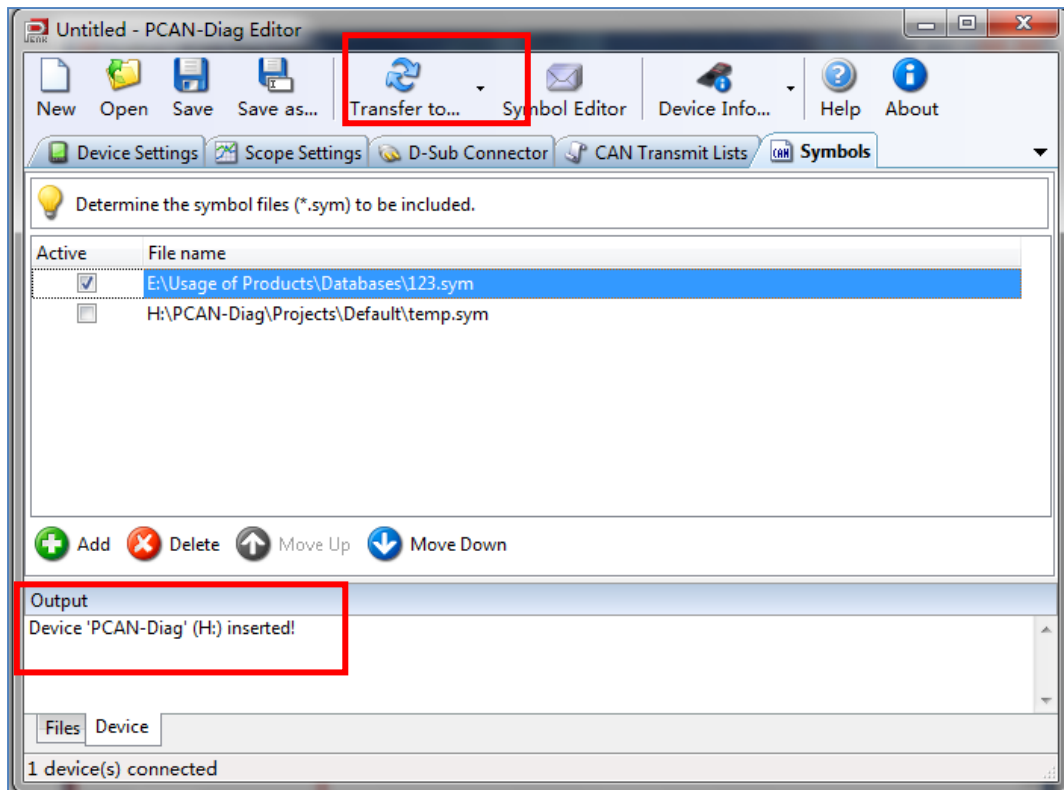 Untitled - PCAN-Diag Editor
New Open Save Save as... Transfer to... Symbol Editor Device Info... Help About
Device Settings Scope Settings D-Sub Connector CAN Transmit Lists CAN Symbols
Determine the symbol files (*.sym) to be included.
Active File name
E:\Usage of Products\Databases\123.sym
H:\PCAN-Diag\Projects\Default\temp.sym
Add Delete Move Up Move Down
Output
Device 'PCAN-Diag' (H:) inserted!
Files Device
1 device(s) connected